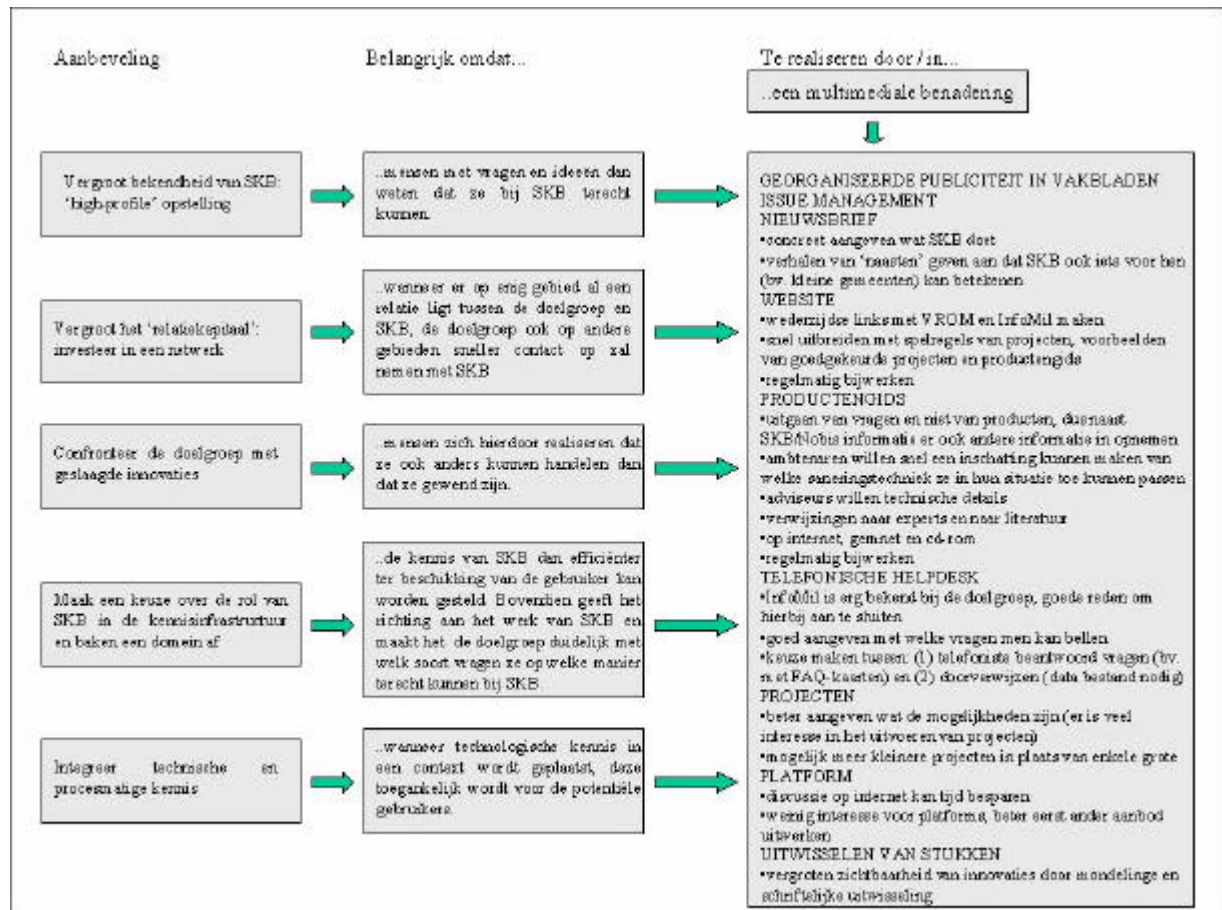 Aanbeveling
Belangrijk omdat...
Te realiseren door/in...
...een multimediale benadering
Vergroot bekendheid van SKB:
'high-profile' opstelling
...mensen met vragen en ideeën dan
weten dat ze bij SKB terecht
kunnen.
Vergroot het 'relatiekapitaal':
investeer in een netwerk
...wanneer er op enig gebied al een
relatie ligt tussen de doelgroep en
SKB, de doelgroep ook op andere
gebieden sneller contact op zal
nemen met SKB
Confronteer de doelgroep met
geslaagde innovaties
...mensen zich hierdoor realiseren dat
ze ook anders kunnen handelen dan
dat ze gewend zijn.
Maak een keuze over de rol van
SKB in de kennisinfrastructuur
en baken een domein af
...de kennis van SKB dan efficiënter
ter beschikking van de gebruiker kan
worden gesteld. Bovendien geeft het
richting aan het werk van SKB en
maakt het de doelgroep duidelijk met
welk soort vragen ze op welke manier
terecht kunnen bij SKB.
Integreer technische en
procesmatige kennis
...wanneer technologische kennis in
een context wordt geplaatst, deze
toegankelijk wordt voor de potentiële
gebruikers.
GEORGANISEERDE PUBLICITEIT IN VAKBLADEN
ISSUE MANAGEMENT
NIEUWSBRIEF
•concreet aangeven wat SKB doet
•verhalen van 'naasten' geven aan dat SKB ook iets voor hen
(bv. kleine gemeenten) kan betekenen
WEBSITE
•wederzijdse links met VROM en InfoMil maken
•snel uitbreiden met spelregels van projecten, voorbeelden
van goedgekeurde projecten en productengids
•regelmatig bijwerken
PRODUCTENGIDS
•uitgaan van vragen en niet van producten, dus naast
SKB/Nobis informatie er ook andere informatie in opnemen
•ambtenaren willen snel een inschatting kunnen maken van
welke saneringstechniek ze in hun situatie toe kunnen passen
•adviseurs willen technische details
•verwijzingen naar experts en naar literatuur
•op internet, gemnet en cd-rom
•regelmatig bijwerken
TELEFONISCHE HELPDESK
•InfoMil is erg bekend bij de doelgroep, goede reden om
hierbij aan te sluiten
•goed aangeven met welke vragen men kan bellen
•keuze maken tussen: (1) telefoniste beantwoord vragen (bv.
met FAQ-kaarten) en (2) doorverwijzen (data bestand nodig)
PROJECTEN
•beter aangeven wat de mogelijkheden zijn (er is veel
interesse in het uitvoeren van projecten)
•mogelijk meer kleinere projecten in plaats van enkele grote
PLATFORM
•discussie op internet kan tijd besparen
•weinig interesse voor platforms, beter eerst ander aanbod
uitwerken
UITWISSELEN VAN STUKKEN
•vergroten zichtbaarheid van innovaties door mondelinge en
schriftelijke uitwisseling